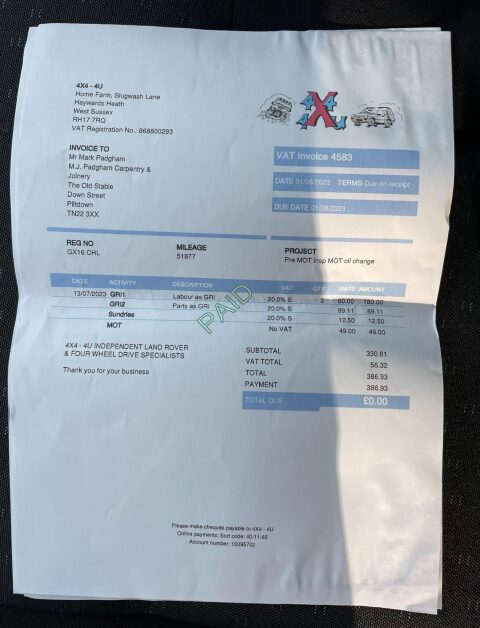 4X4 - 4U
Home Farm, Slugwash Lane
Haywards Heath
West Sussex
RH17 7RQ
VAT Registration No.: 868800293
4X4
4U
INVOICE TO
Mr Mark Padgham
M.J. Padgham Carpentry &
Joinery
The Old Stable
Down Street
Piltdown
TN22 3XX
VAT Invoice 4583
DATE 01/08/2023 TERMS Due on receipt
DUE DATE 01/08/2023
REG NO
GX16 CHL
MILEAGE
51877
PROJECT
Pre MOT insp MOT oil change
DATE ACTIVITY DESCRIPTION VAT QTY RATE AMOUNT
13/07/2023 GRI1 Labour as GRI 20.0% S 3 60.00 180.00
GRI2 Parts as GRI 20.0% S 89.11 89.11
Sundries 20.0% S 12.50 12.50
MOT No VAT 49.00 49.00
PAID
4X4 - 4U INDEPENDENT LAND ROVER
& FOUR WHEEL DRIVE SPECIALISTS
Thank you for your business
SUBTOTAL 330.61
VAT TOTAL 56.32
TOTAL 386.93
PAYMENT 386.93
TOTAL DUE £0.00
Please make cheques payable to 4X4 - 4U
Online payments: Sort code: 40-11-65
Account number: 10095702